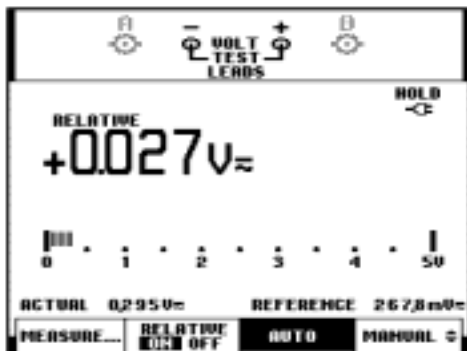 A B
- VOLT +
TEST
LEADS
HOLD
RELATIVE
+0.027V≂
0 1 2 3 4 5V
ACTUAL 0,295V≂ REFERENCE 267,8mV≂
MEASURE... RELATIVE ON OFF AUTO MANUAL ≑